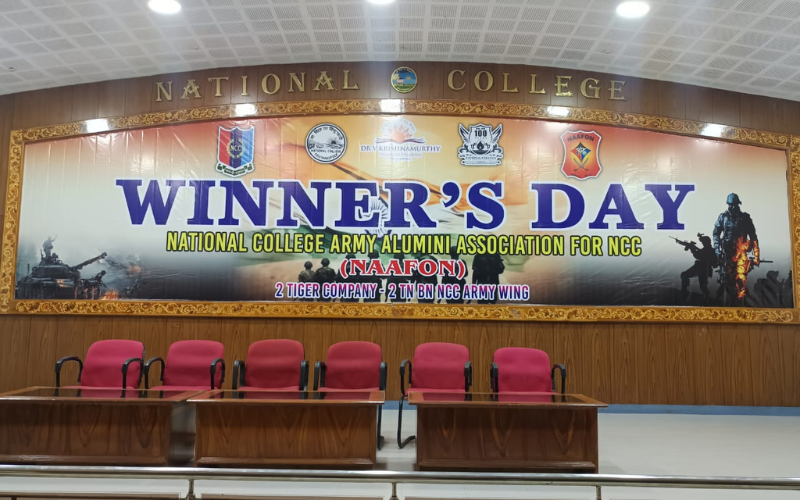 NATIONAL COLLEGE
DR V KRISHNAMURTHY
100
NAAFON
WINNER'S DAY
NATIONAL COLLEGE ARMY ALUMINI ASSOCIATION FOR NCC
(NAAFON)
2 TIGER COMPANY - 2 TN BN NCC ARMY WING